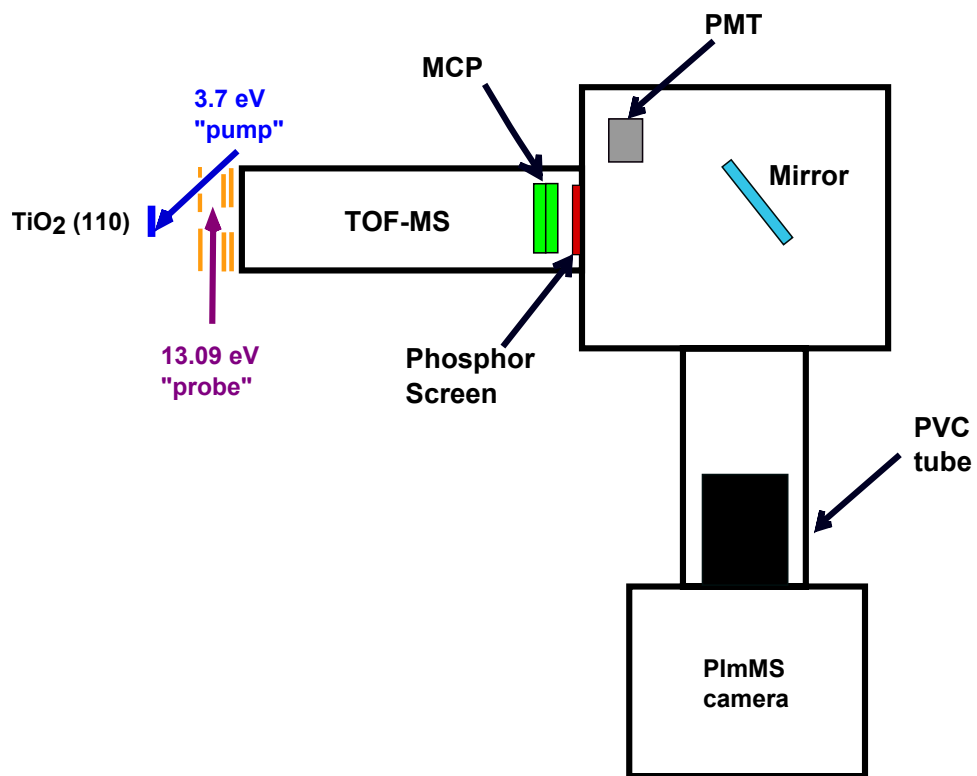 PMT
MCP
3.7 eV
"pump"
Mirror
TiO2 (110)
TOF-MS
13.09 eV
"probe"
Phosphor
Screen
PVC
tube
PImMS
camera